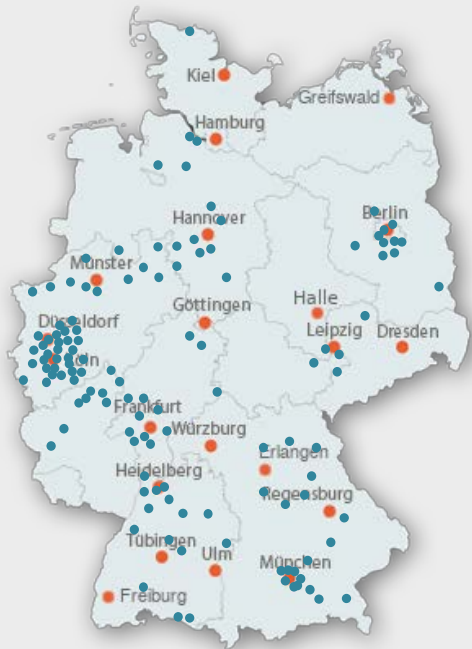 Kiel
Greifswald
Hamburg
Berlin
Hannover
Münster
Göttingen
Halle
Düsseldorf
Leipzig
Dresden
Köln
Frankfurt
Würzburg
Erlangen
Heidelberg
Regensburg
Tübingen
Ulm
München
Freiburg